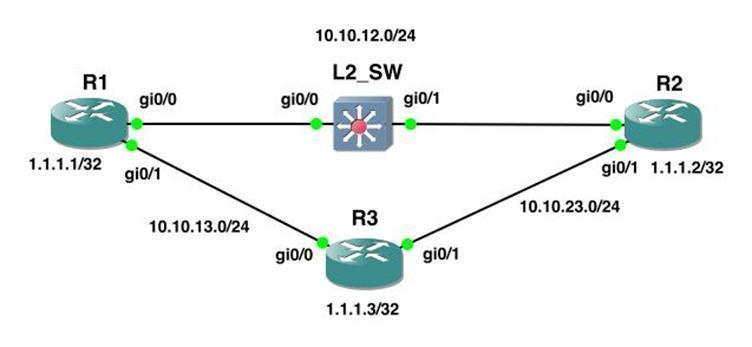 10.10.12.0/24
L2_SW
R1
R2
gi0/0
gi0/0
gi0/1
gi0/0
1.1.1.1/32
gi0/1
gi0/1
1.1.1.2/32
10.10.13.0/24
10.10.23.0/24
R3
gi0/0
gi0/1
1.1.1.3/32